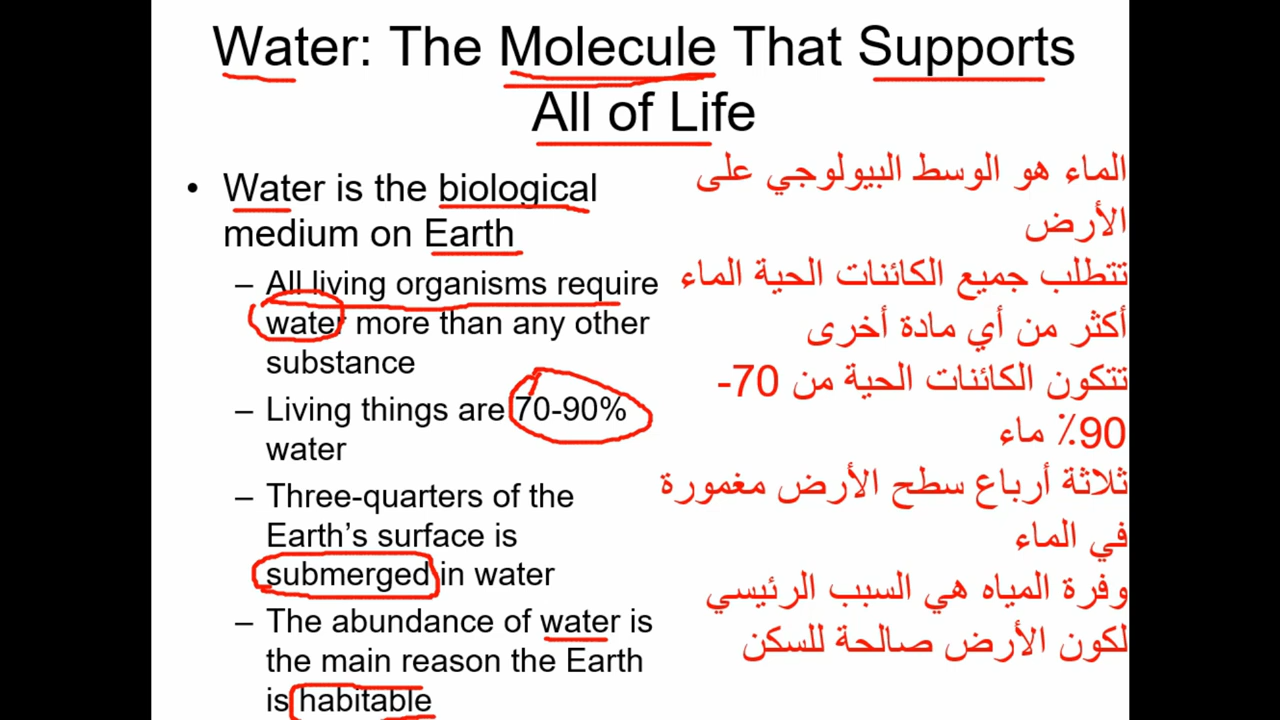 Water: The Molecule That Supports
All of Life
• Water is the biological
medium on Earth
– All living organisms require
water more than any other
substance
– Living things are 70-90%
water
– Three-quarters of the
Earth’s surface is
submerged in water
– The abundance of water is
the main reason the Earth
is habitable
الماء هو الوسط البيولوجي على
الأرض
تتطلب جميع الكائنات الحية الماء
أكثر من أي مادة أخرى
تتكون الكائنات الحية من 70-
90٪ ماء
ثلاثة أرباع سطح الأرض مغمورة
في الماء
وفرة المياه هي السبب الرئيسي
لكون الأرض صالحة للسكن